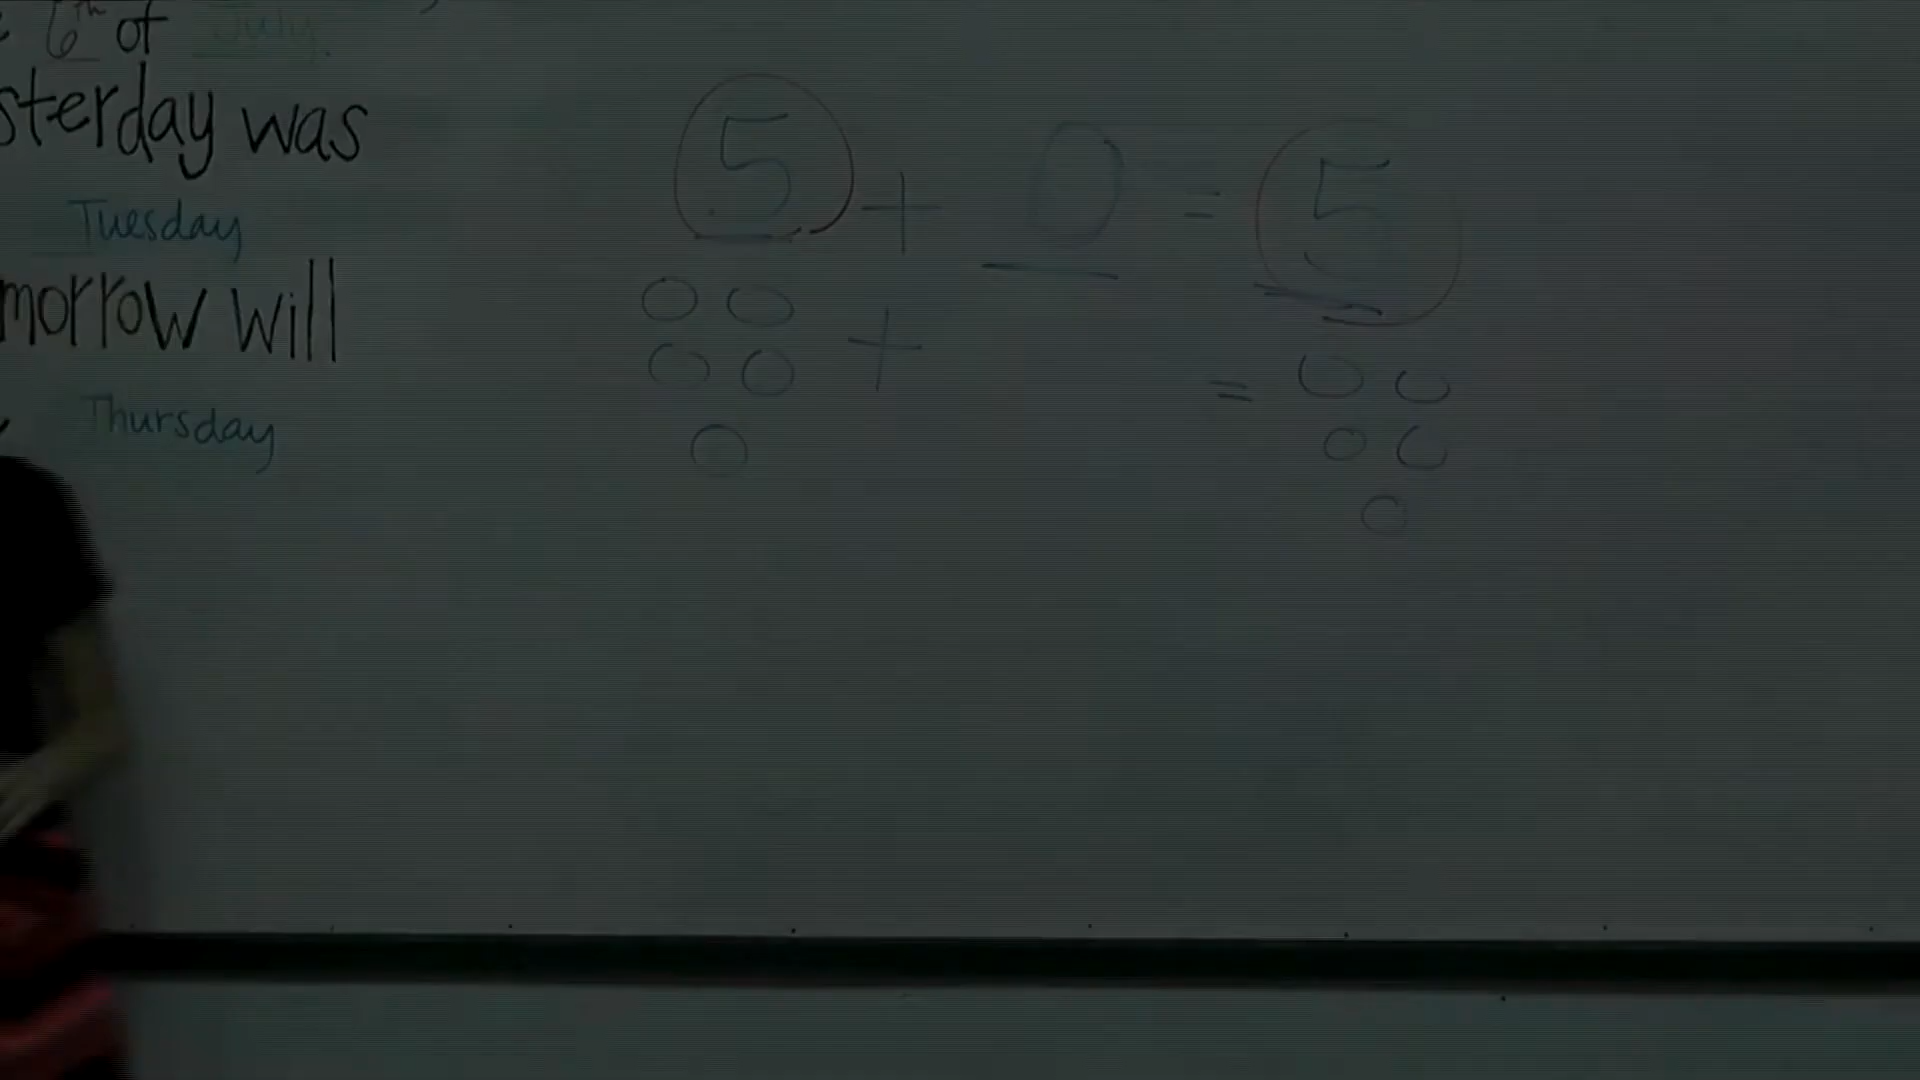 6th of July.
sterday was
Tuesday
morrow will
Thursday
5 + 0 = 5
+ =